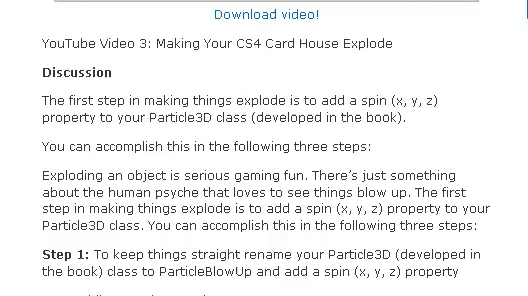 Download video!
YouTube Video 3: Making Your CS4 Card House Explode
Discussion
The first step in making things explode is to add a spin (x, y, z)
property to your Particle3D class (developed in the book).
You can accomplish this in the following three steps:
Exploding an object is serious gaming fun. There's just something
about the human psyche that loves to see things blow up. The first
step in making things explode is to add a spin (x, y, z) property to your
Particle3D class. You can accomplish this in the following three steps:
Step 1: To keep things straight rename your Particle3D (developed in
the book) class to ParticleBlowUp and add a spin (x, y, z) property